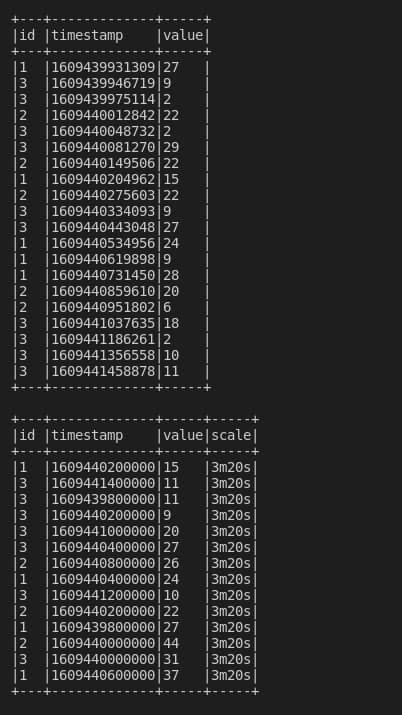 +---+-------------+-----+
|id |timestamp    |value|
+---+-------------+-----+
|1  |1609439931309|27   |
|3  |1609439946719|9    |
|3  |1609439975114|2    |
|2  |1609440012842|22   |
|3  |1609440048732|2    |
|3  |1609440081270|29   |
|2  |1609440149506|22   |
|1  |1609440204962|15   |
|2  |1609440275603|22   |
|3  |1609440334093|9    |
|3  |1609440443048|27   |
|1  |1609440534956|24   |
|1  |1609440619898|9    |
|1  |1609440731450|28   |
|2  |1609440859610|20   |
|2  |1609440951802|6    |
|3  |1609441037635|18   |
|3  |1609441186261|2    |
|3  |1609441356558|10   |
|3  |1609441458878|11   |
+---+-------------+-----+

+---+-------------+-----+-----+
|id |timestamp    |value|scale|
+---+-------------+-----+-----+
|1  |1609440200000|15   |3m20s|
|3  |1609441400000|11   |3m20s|
|3  |1609439800000|11   |3m20s|
|3  |1609440200000|9    |3m20s|
|3  |1609441000000|20   |3m20s|
|3  |1609440400000|27   |3m20s|
|2  |1609440800000|26   |3m20s|
|1  |1609440400000|24   |3m20s|
|3  |1609441200000|10   |3m20s|
|2  |1609440200000|22   |3m20s|
|1  |1609439800000|27   |3m20s|
|2  |1609440000000|44   |3m20s|
|3  |1609440000000|31   |3m20s|
|1  |1609440600000|37   |3m20s|
+---+-------------+-----+-----+